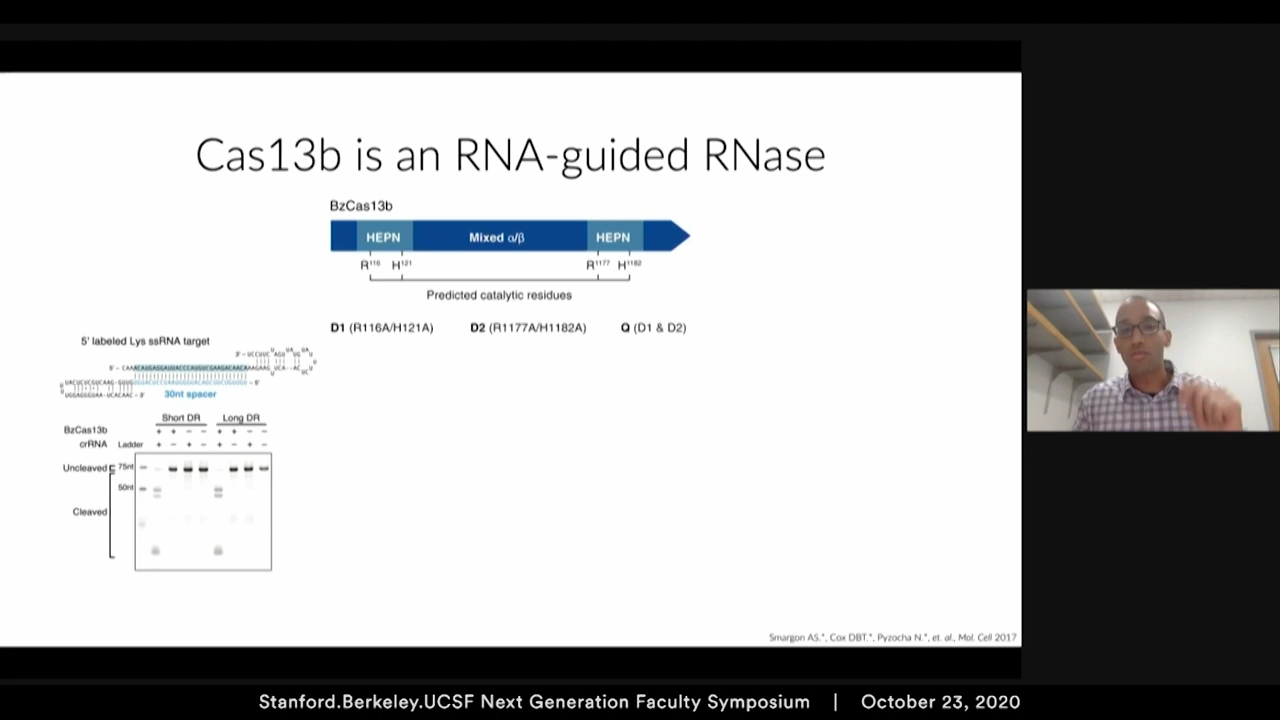 Cas13b is an RNA-guided RNase
BzCas13b
HEPN Mixed α/β HEPN
R116 H121 R1177 H1182
Predicted catalytic residues
D1 (R116A/H121A) D2 (R1177A/H1182A) Q (D1 & D2)
5' labeled Lys ssRNA target
30nt spacer
Short DR Long DR
BzCas13b + + − − + + − −
crRNA Ladder + − + − + − + −
Uncleaved 75nt
50nt
Cleaved
Smargon AS.*, Cox DBT.*, Pyzocha N.*, et. al., Mol. Cell 2017
Stanford.Berkeley.UCSF Next Generation Faculty Symposium | October 23, 2020